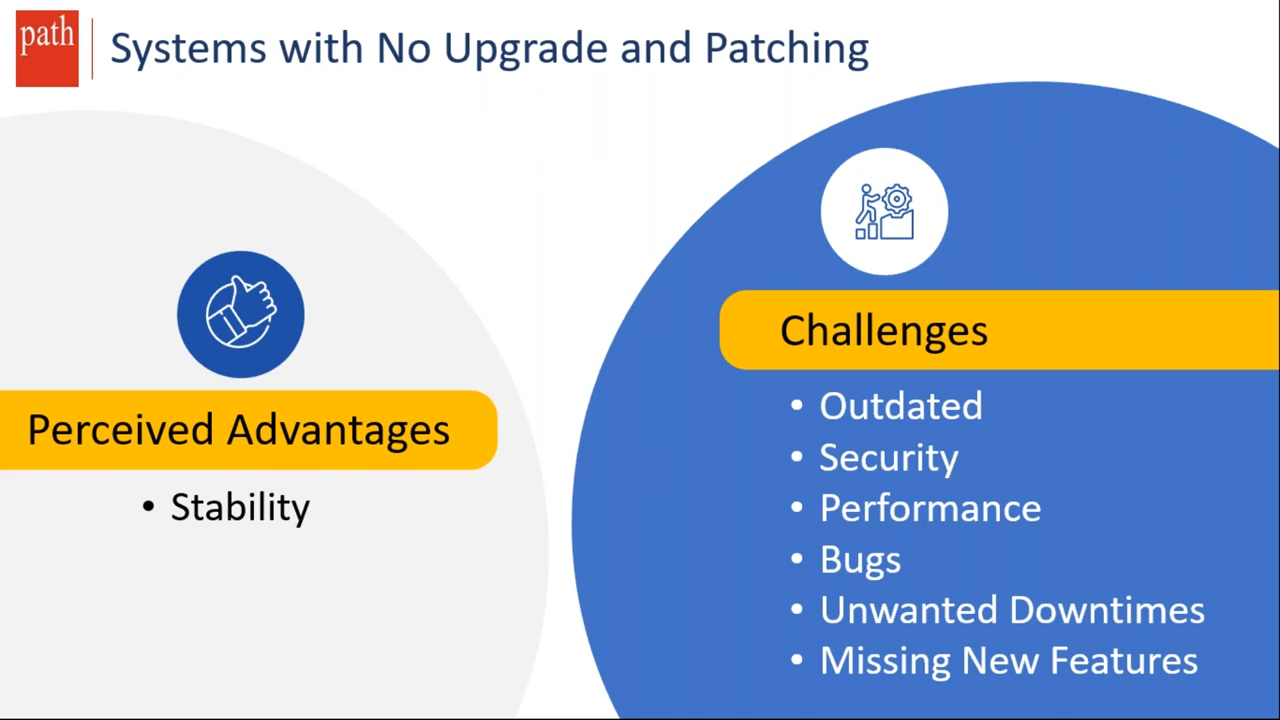 path
Systems with No Upgrade and Patching
Perceived Advantages
• Stability
Challenges
• Outdated
• Security
• Performance
• Bugs
• Unwanted Downtimes
• Missing New Features